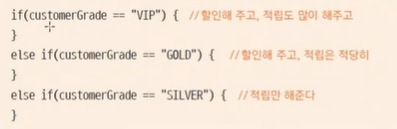 if(customerGrade == "VIP") { //할인해 주고, 적립도 많이 해주고
}
else if(customerGrade == "GOLD") { //할인해 주고, 적립은 적당히
}
else if(customerGrade == "SILVER") { //적립만 해준다
}